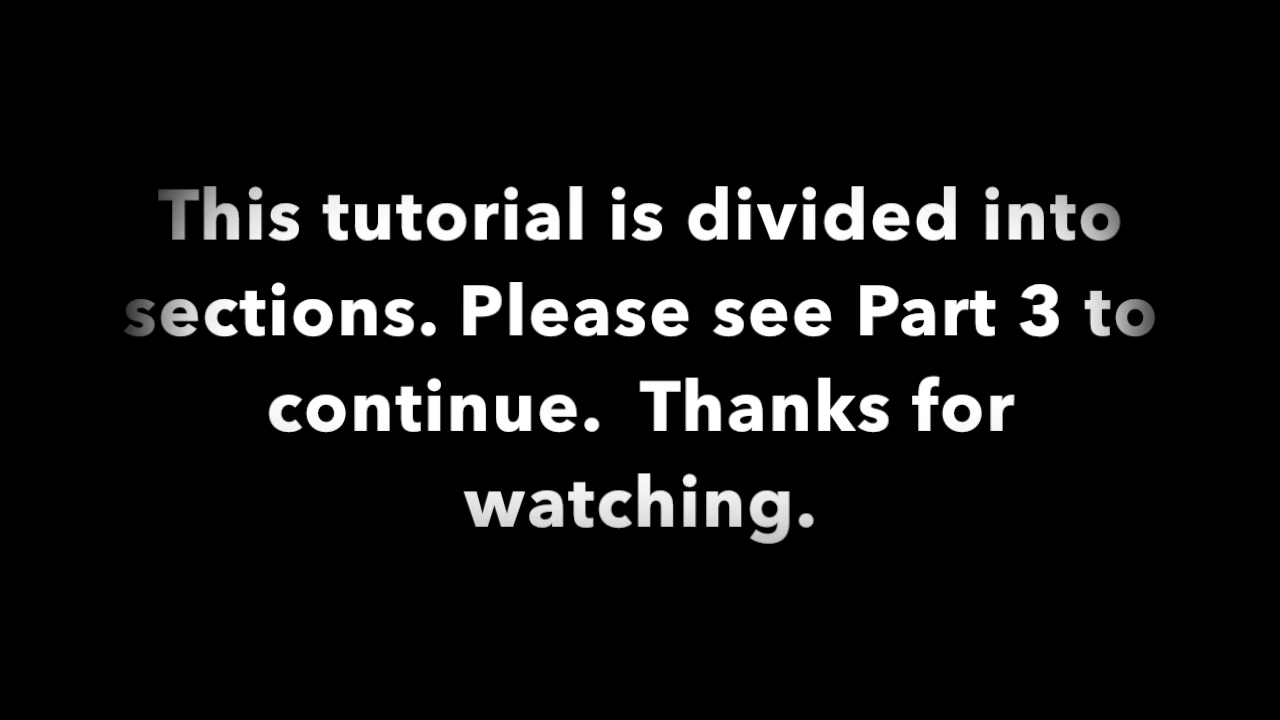 This tutorial is divided into
sections. Please see Part 3 to
continue.  Thanks for
watching.